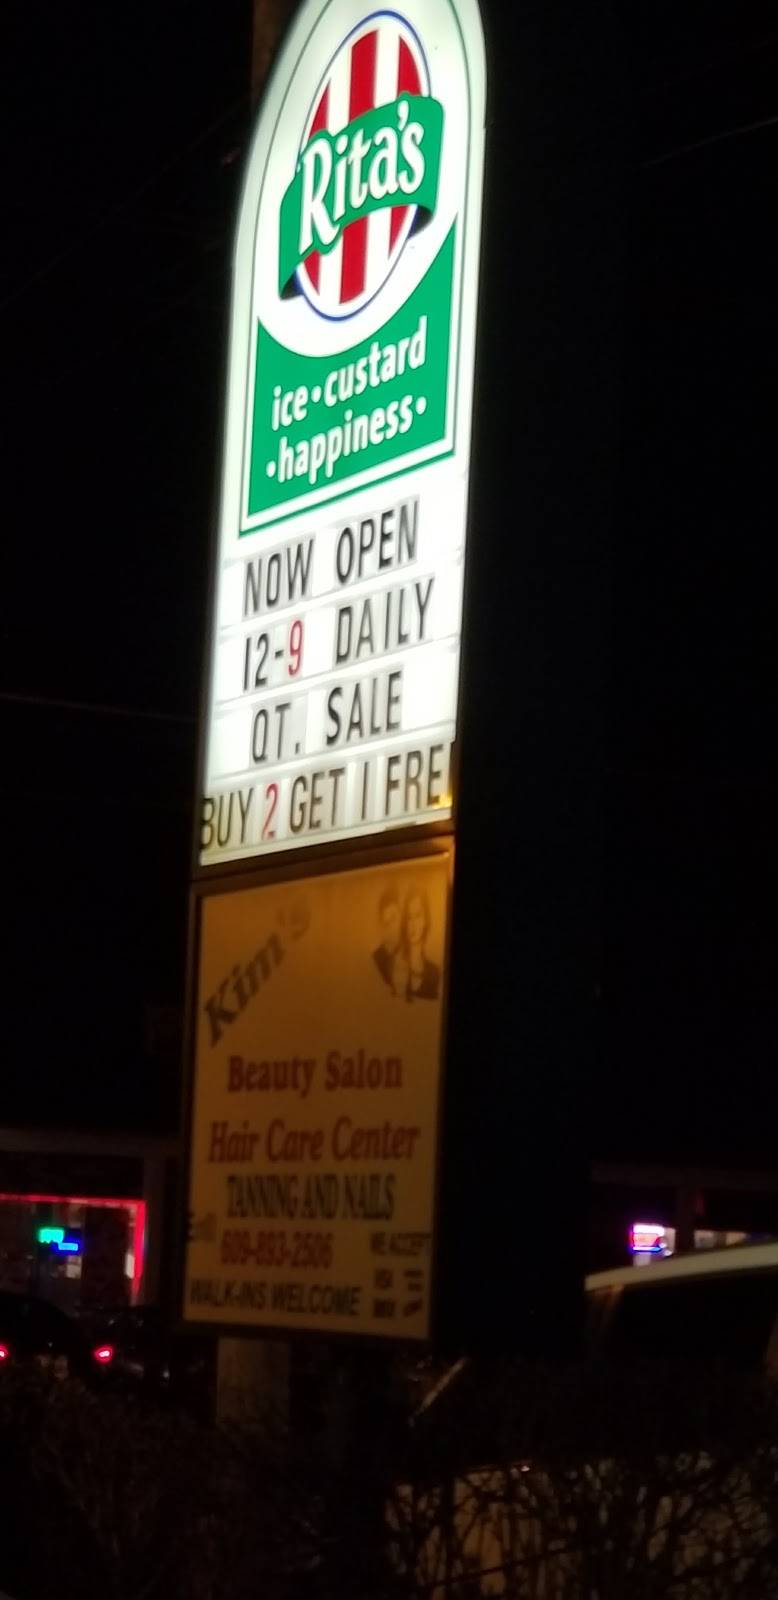 Rita's
ice • custard
• happiness •
NOW OPEN
12-9 DAILY
QT. SALE
BUY 2 GET 1 FRE
Kim's
Beauty Salon
Hair Care Center
TANNING AND NAILS
609-893-2506
WE ACCEPT
WALK-INS WELCOME